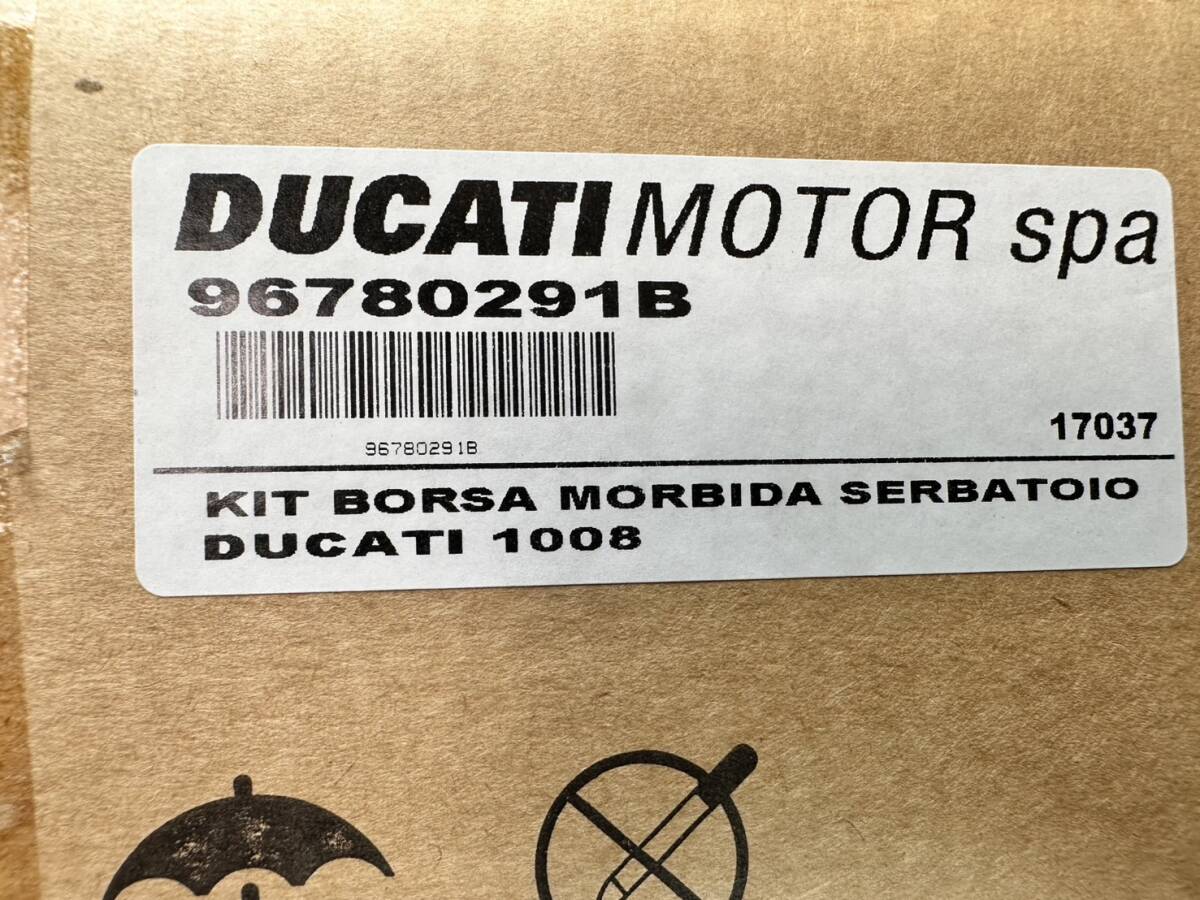 DUCATI MOTOR spa
96780291B
96780291B
17037
KIT BORSA MORBIDA SERBATOIO
DUCATI 1008